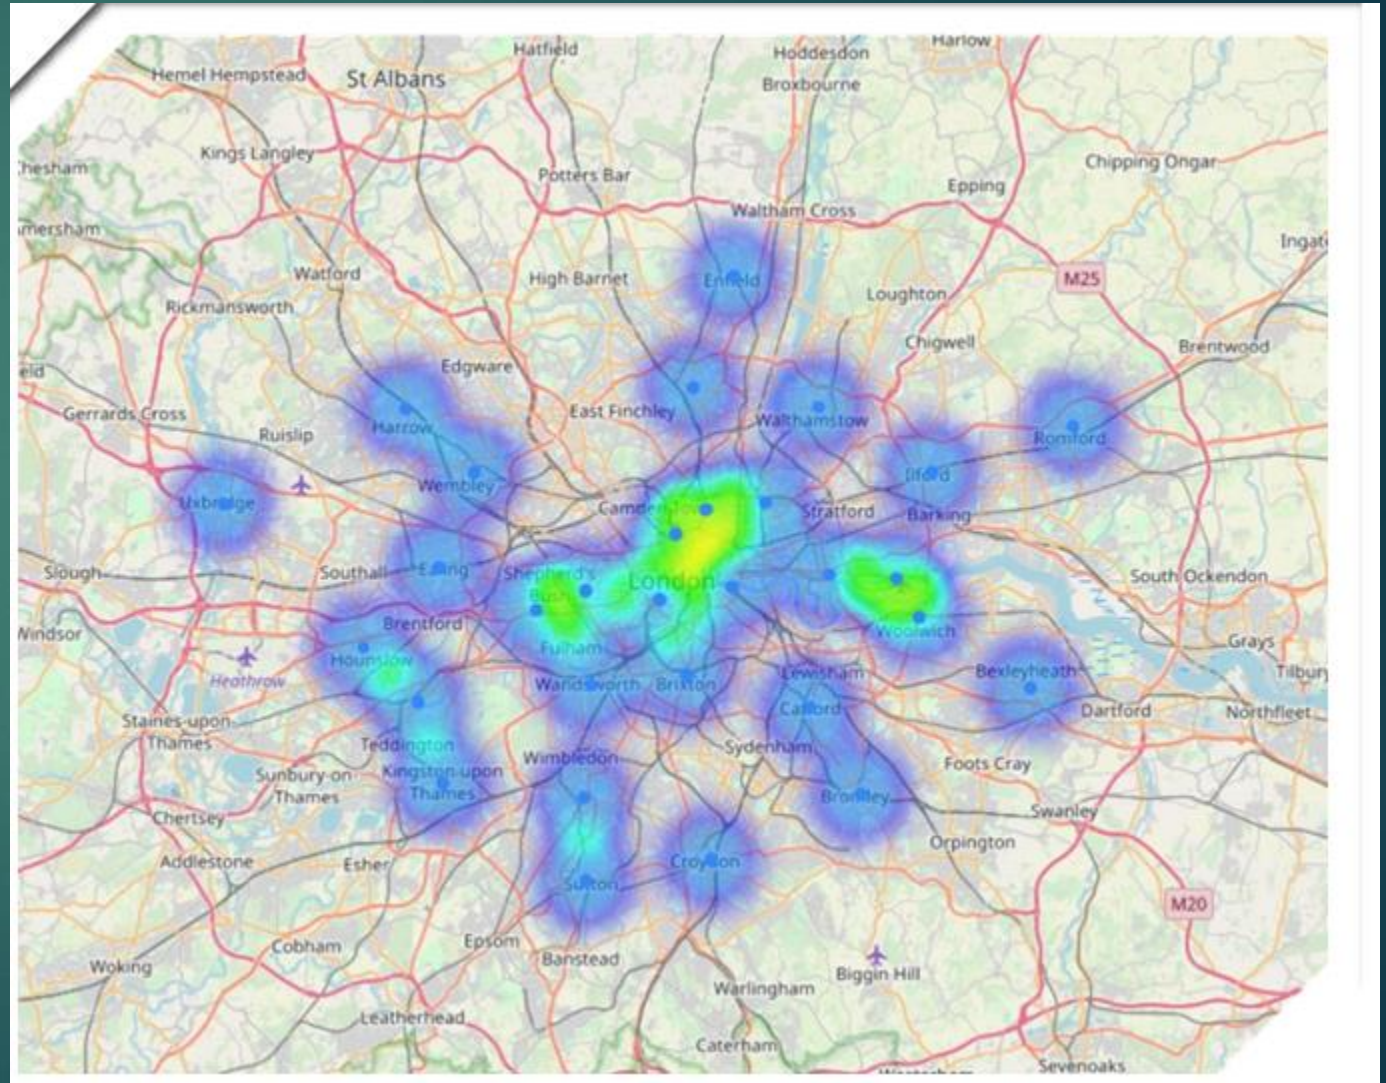 Hatfield
Hoddesdon
Harlow
Hemel Hempstead
St Albans
Broxbourne
Kings Langley
Chipping Ongar
Potters Bar
Epping
Waltham Cross
Watford
High Barnet
Enfield
M25
Loughton
Rickmansworth
Chigwell
Brentwood
Edgware
Gerrards Cross
East Finchley
Walthamstow
Harrow
Ruislip
Romford
Wembley
Ilford
Uxbridge
Stratford
Barking
Slough
Southall
Ealing
Shepherd's
Bush
London
South Ockendon
Windsor
Brentford
Woolwich
Grays
Fulham
Hounslow
Heathrow
Wandsworth
Brixton
Lewisham
Bexleyheath
Tilbury
Catford
Dartford
Northfleet
Staines-upon-
Thames
Teddington
Sydenham
Wimbledon
Foots Cray
Sunbury-on-
Thames
Kingston upon
Thames
Bromley
Chertsey
Swanley
Orpington
Addlestone
Esher
Croydon
Sutton
M20
Cobham
Epsom
Banstead
Woking
Biggin Hill
Warlingham
Leatherhead
Caterham
Sevenoaks